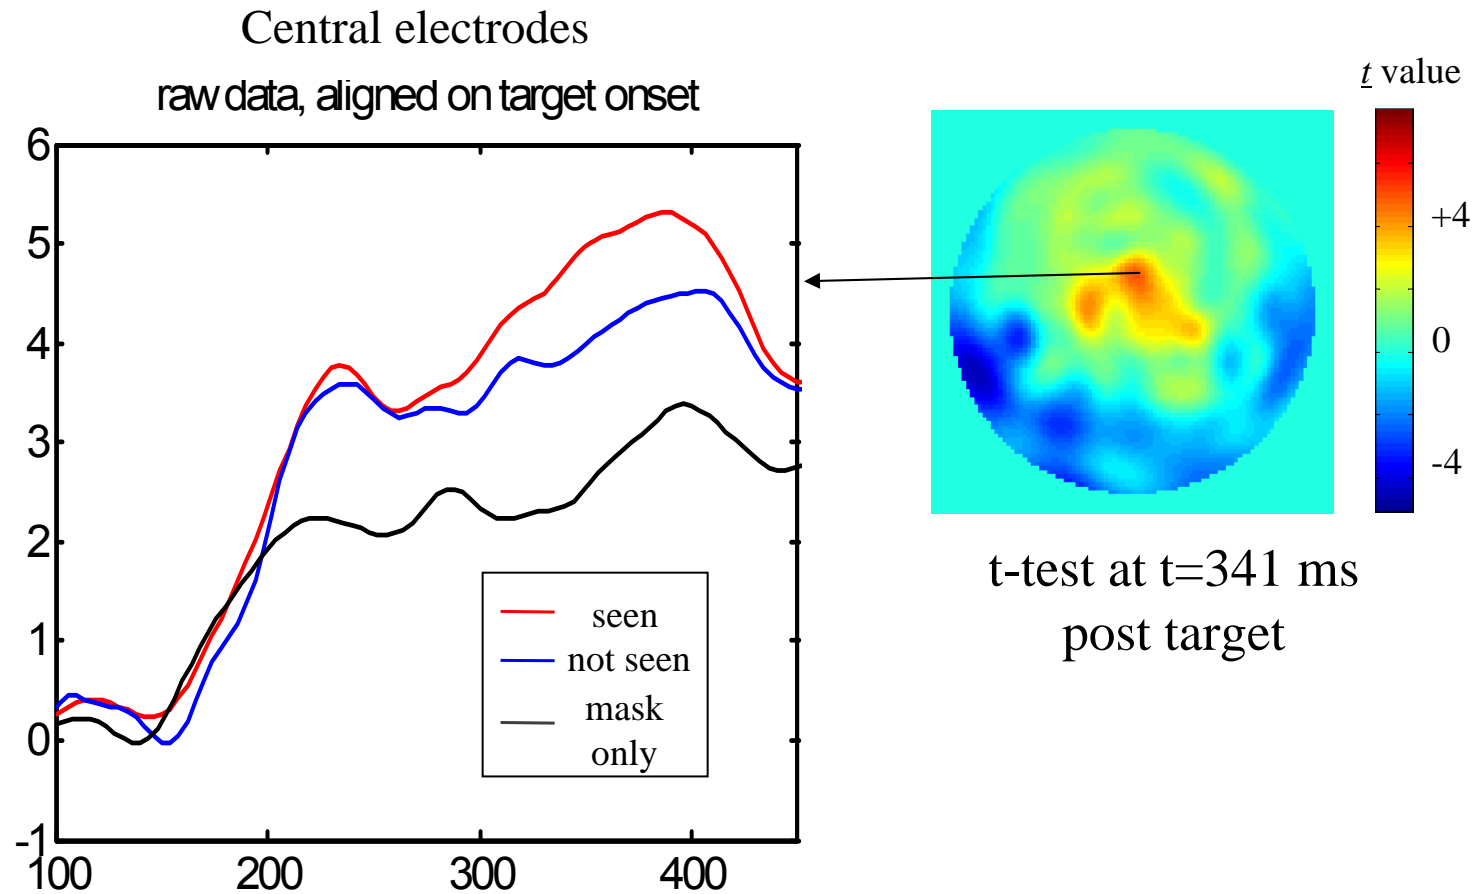 Central electrodes
raw data, aligned on target onset
6
5
4
3
2
1
0
-1
100
200
300
400
seen
not seen
mask
only
t value
+4
0
-4
t-test at t=341 ms
post target